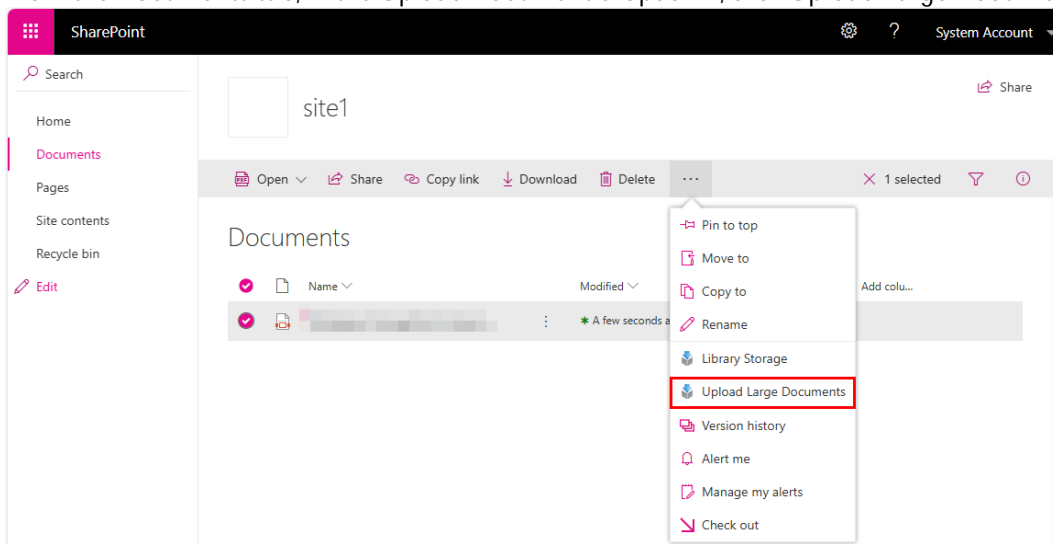 SharePoint
System Account
Search
Share
site1
Home
Documents
Open Share Copy link Download Delete ... 1 selected
Pages
Pin to top
Site contents
Documents
Move to
Recycle bin
Edit
Name Modified Copy to Add colu...
A few seconds a
Rename
Library Storage
Upload Large Documents
Version history
Alert me
Manage my alerts
Check out